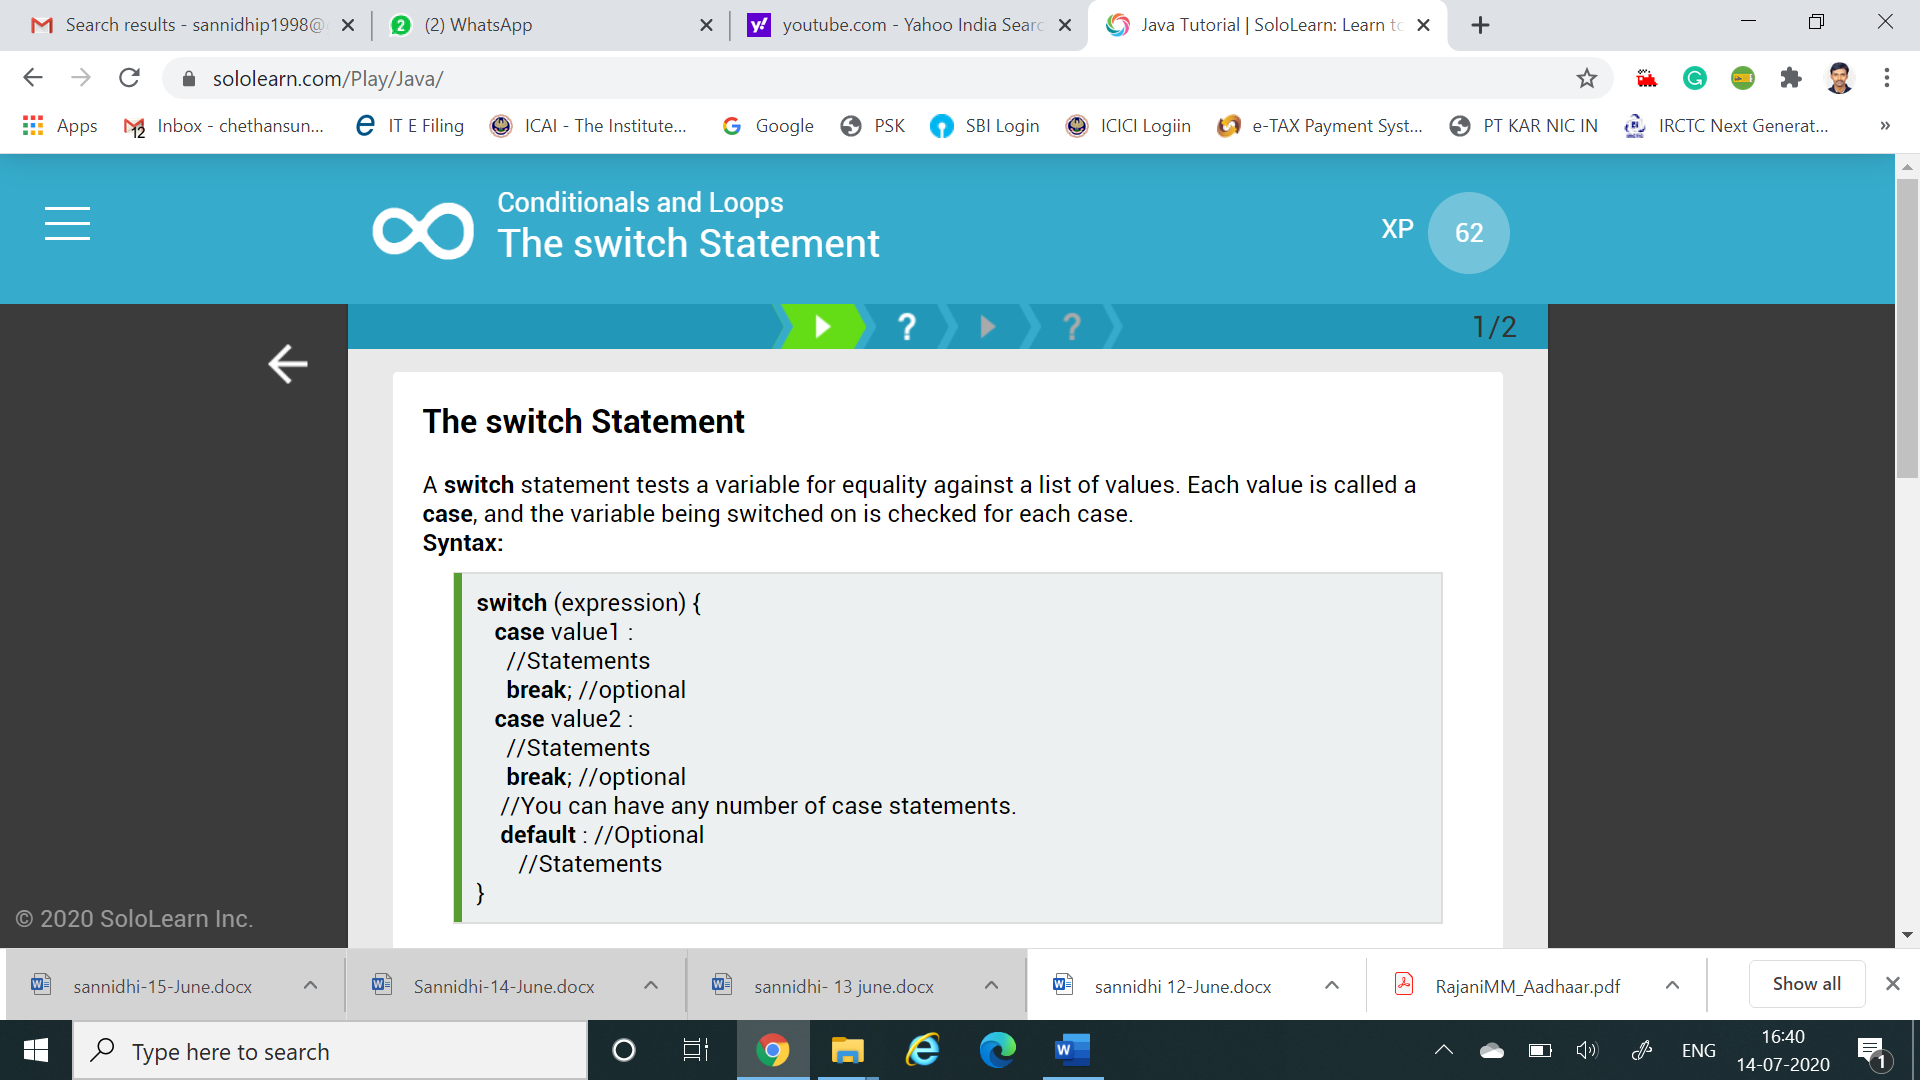 Search results - sannidhip1998@
2 (2) WhatsApp
youtube.com - Yahoo India Searc
Java Tutorial | SoloLearn: Learn to
sololearn.com/Play/Java/
Apps
12 Inbox - chethansun...
IT E Filing
ICAI - The Institute...
Google
PSK
SBI Login
ICICI Logiin
e-TAX Payment Syst...
PT KAR NIC IN
IRCTC Next Generat...
»
Conditionals and Loops
The switch Statement
XP 62
? ?
1/2
The switch Statement
A switch statement tests a variable for equality against a list of values. Each value is called a
case, and the variable being switched on is checked for each case.
Syntax:
switch (expression) {
case value1 :
//Statements
break; //optional
case value2 :
//Statements
break; //optional
//You can have any number of case statements.
default : //Optional
//Statements
}
© 2020 SoloLearn Inc.
sannidhi-15-June.docx
Sannidhi-14-June.docx
sannidhi- 13 june.docx
sannidhi 12-June.docx
RajaniMM_Aadhaar.pdf
Show all
Type here to search
ENG
16:40
14-07-2020
1